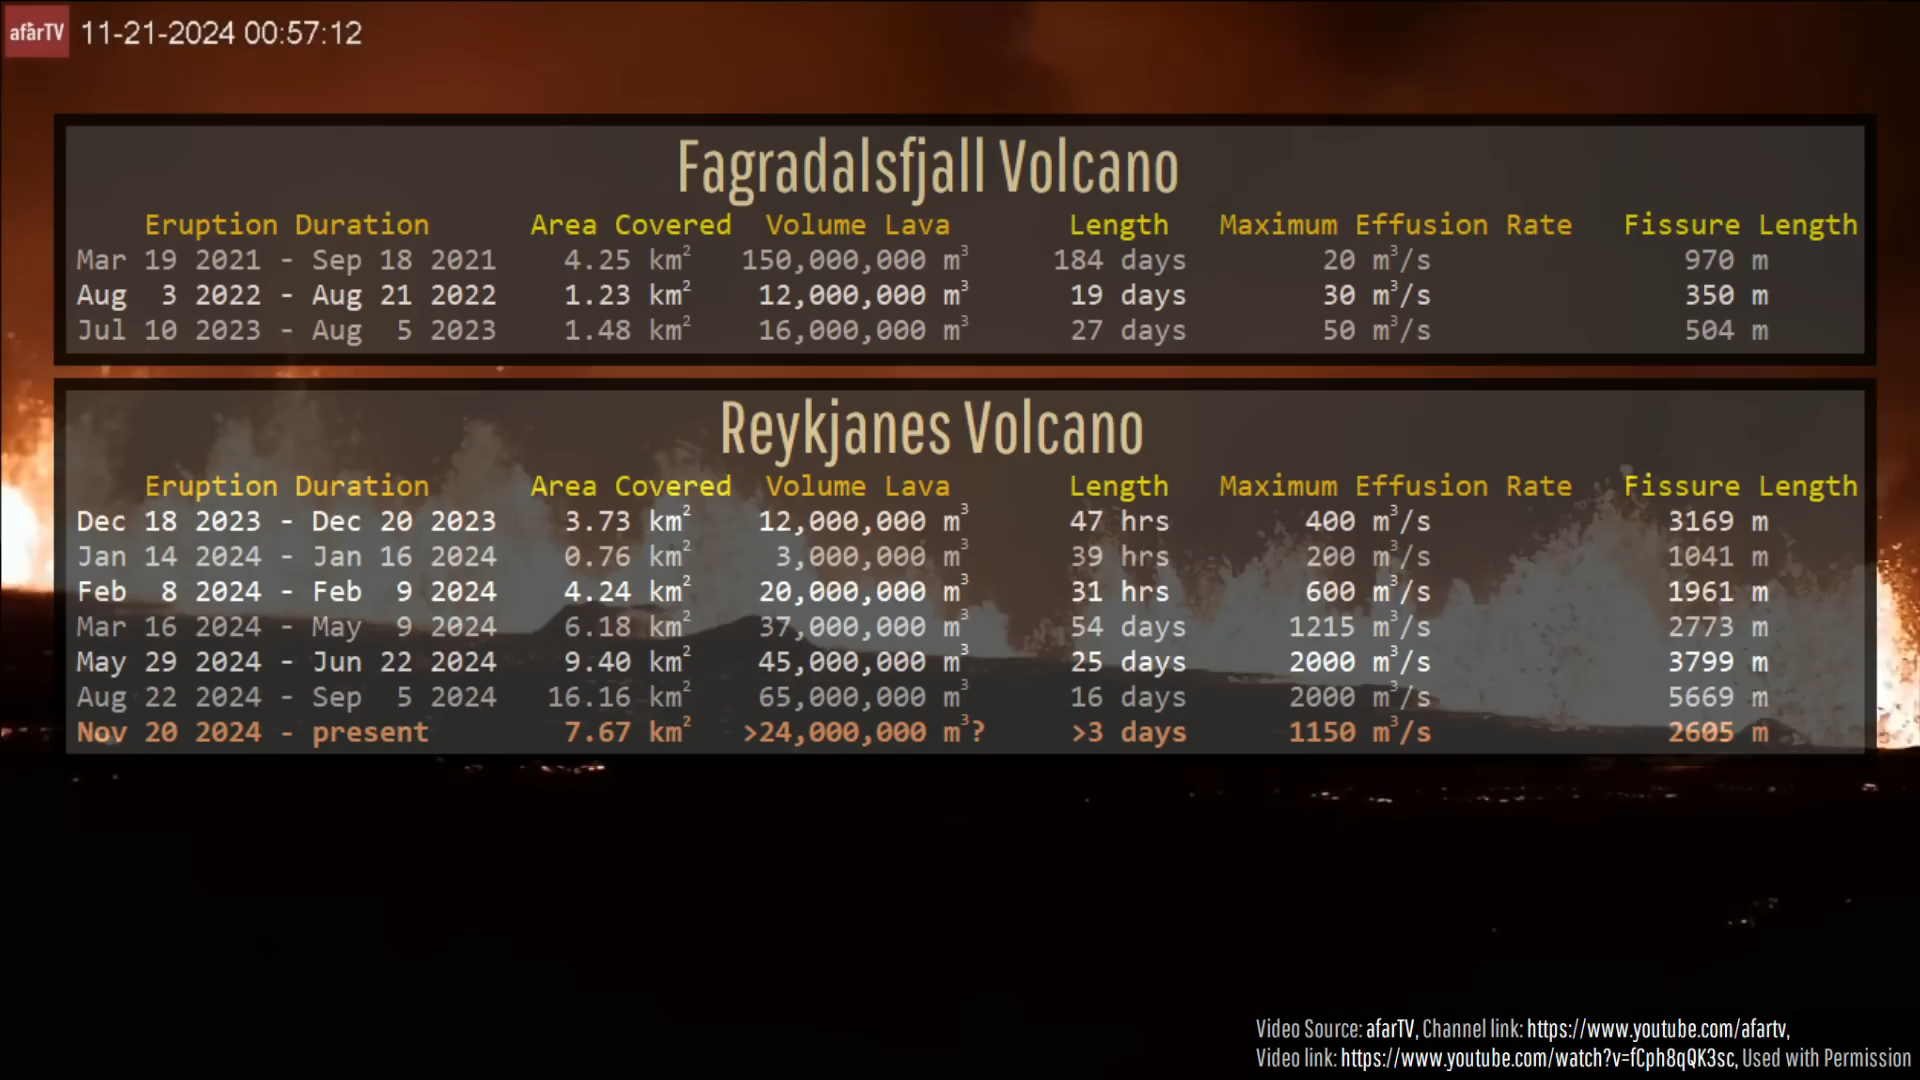 afarTV 11-21-2024 00:57:12
Fagradalsfjall Volcano
Eruption Duration Area Covered Volume Lava Length Maximum Effusion Rate Fissure Length
Mar 19 2021 - Sep 18 2021 4.25 km² 150,000,000 m³ 184 days 20 m³/s 970 m
Aug 3 2022 - Aug 21 2022 1.23 km² 12,000,000 m³ 19 days 30 m³/s 350 m
Jul 10 2023 - Aug 5 2023 1.48 km² 16,000,000 m³ 27 days 50 m³/s 504 m
Reykjanes Volcano
Eruption Duration Area Covered Volume Lava Length Maximum Effusion Rate Fissure Length
Dec 18 2023 - Dec 20 2023 3.73 km² 12,000,000 m³ 47 hrs 400 m³/s 3169 m
Jan 14 2024 - Jan 16 2024 0.76 km² 3,000,000 m³ 39 hrs 200 m³/s 1041 m
Feb 8 2024 - Feb 9 2024 4.24 km² 20,000,000 m³ 31 hrs 600 m³/s 1961 m
Mar 16 2024 - May 9 2024 6.18 km² 37,000,000 m³ 54 days 1215 m³/s 2773 m
May 29 2024 - Jun 22 2024 9.40 km² 45,000,000 m³ 25 days 2000 m³/s 3799 m
Aug 22 2024 - Sep 5 2024 16.16 km² 65,000,000 m³ 16 days 2000 m³/s 5669 m
Nov 20 2024 - present 7.67 km² >24,000,000 m³? >3 days 1150 m³/s 2605 m
Video Source: afarTV, Channel link: https://www.youtube.com/afartv,
Video link: https://www.youtube.com/watch?v=fCph8qQK3sc, Used with Permission